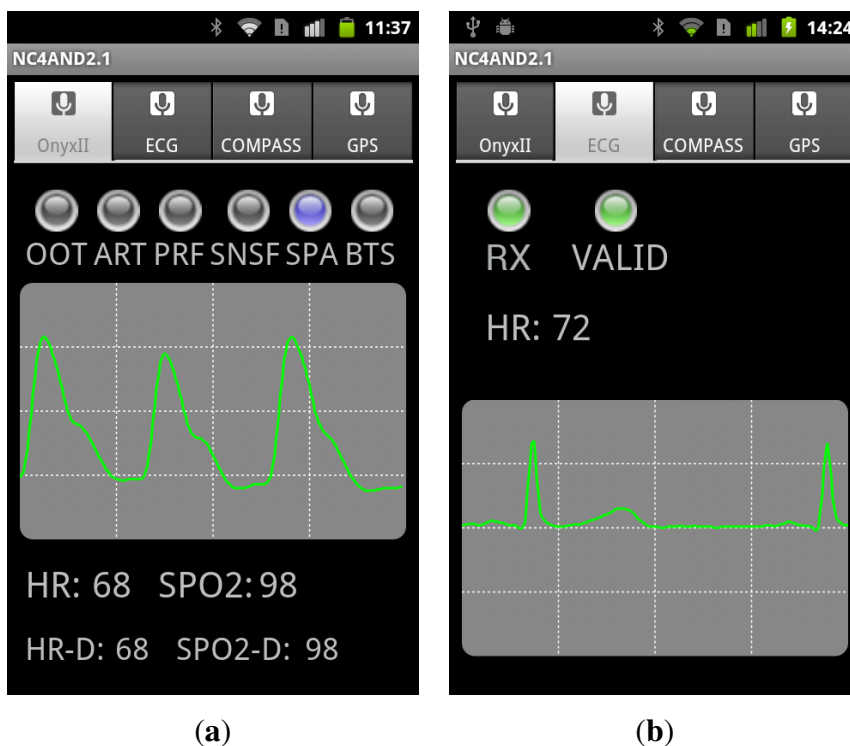 11:37
NC4AND2.1
OnyxII ECG COMPASS GPS
OOT ART PRF SNSF SPA BTS
HR: 68 SPO2: 98
HR-D: 68 SPO2-D: 98
(a)
14:24
NC4AND2.1
OnyxII ECG COMPASS GPS
RX VALID
HR: 72
(b)